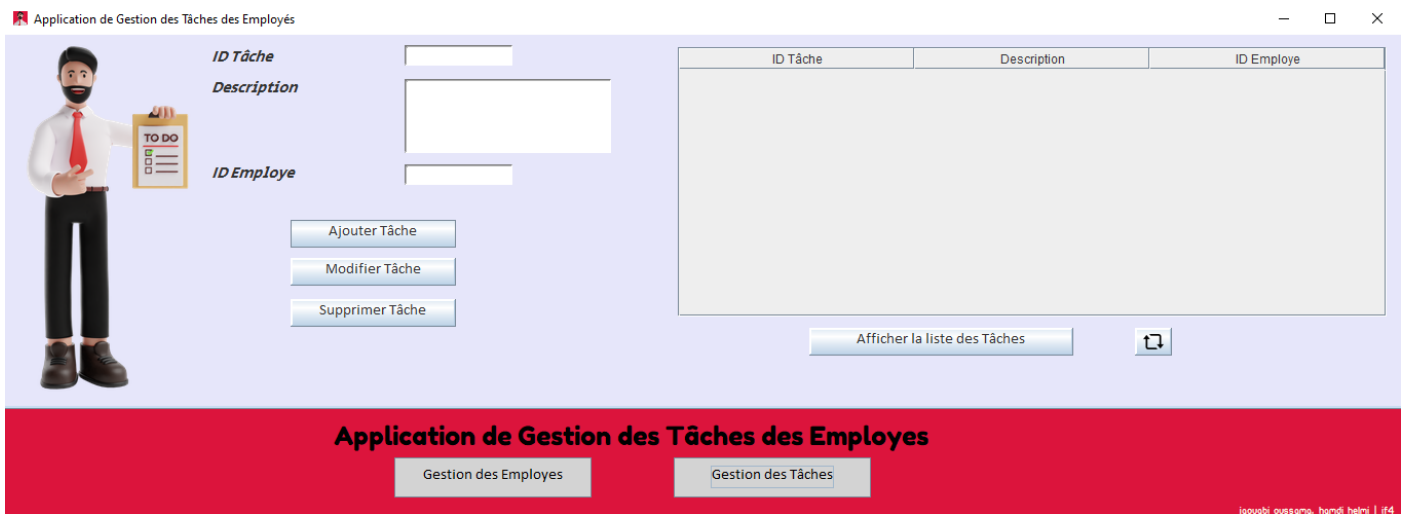 Application de Gestion des Tâches des Employés
ID Tâche
Description
ID Employe
TO DO
Ajouter Tâche
Modifier Tâche
Supprimer Tâche
ID Tâche Description ID Employe
Afficher la liste des Tâches
Application de Gestion des Tâches des Employes
Gestion des Employes Gestion des Tâches
oussama, hamdi helmi | if4